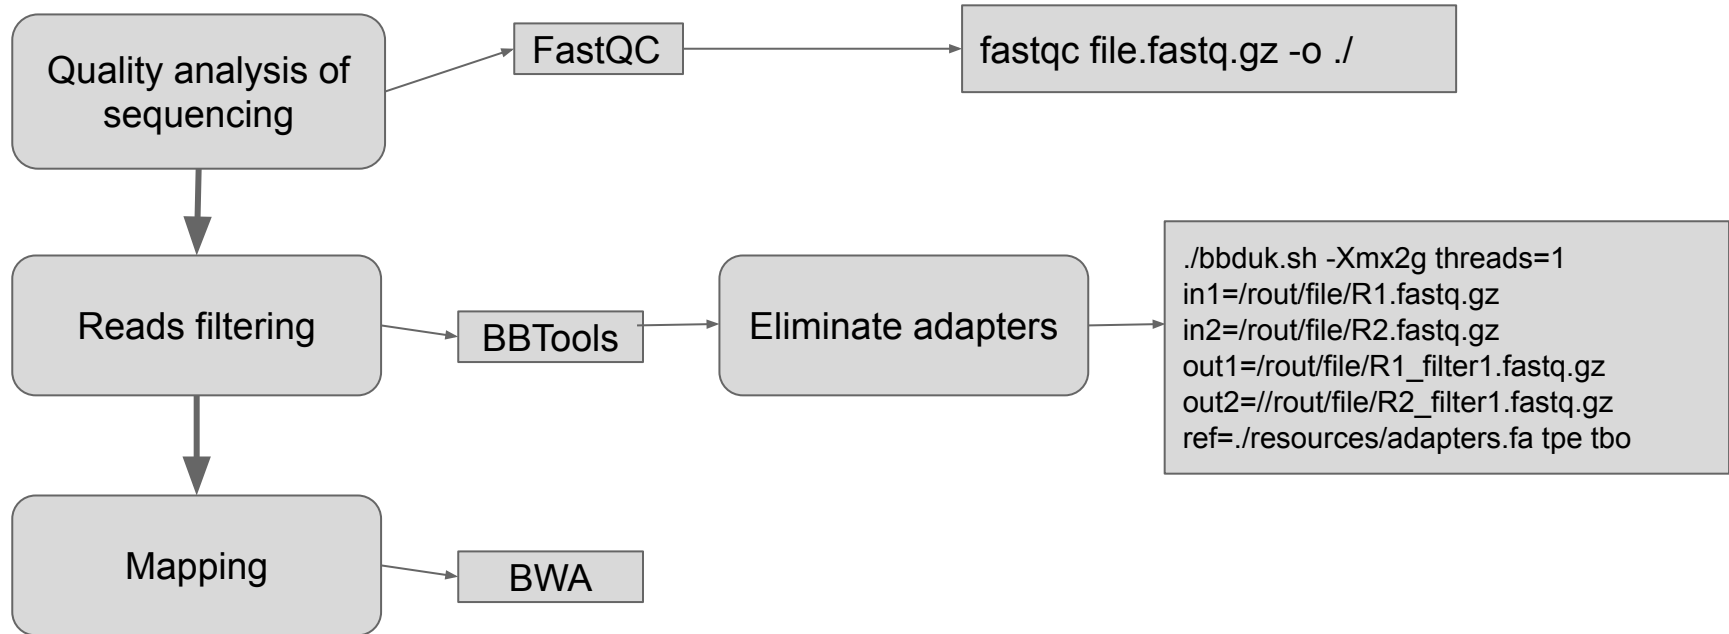 Quality analysis of
sequencing
FastQC
fastqc file.fastq.gz -o ./
Reads filtering
BBTools
Eliminate adapters
./bbduk.sh -Xmx2g threads=1
in1=/rout/file/R1.fastq.gz
in2=/rout/file/R2.fastq.gz
out1=/rout/file/R1_filter1.fastq.gz
out2=//rout/file/R2_filter1.fastq.gz
ref=./resources/adapters.fa tpe tbo
Mapping
BWA